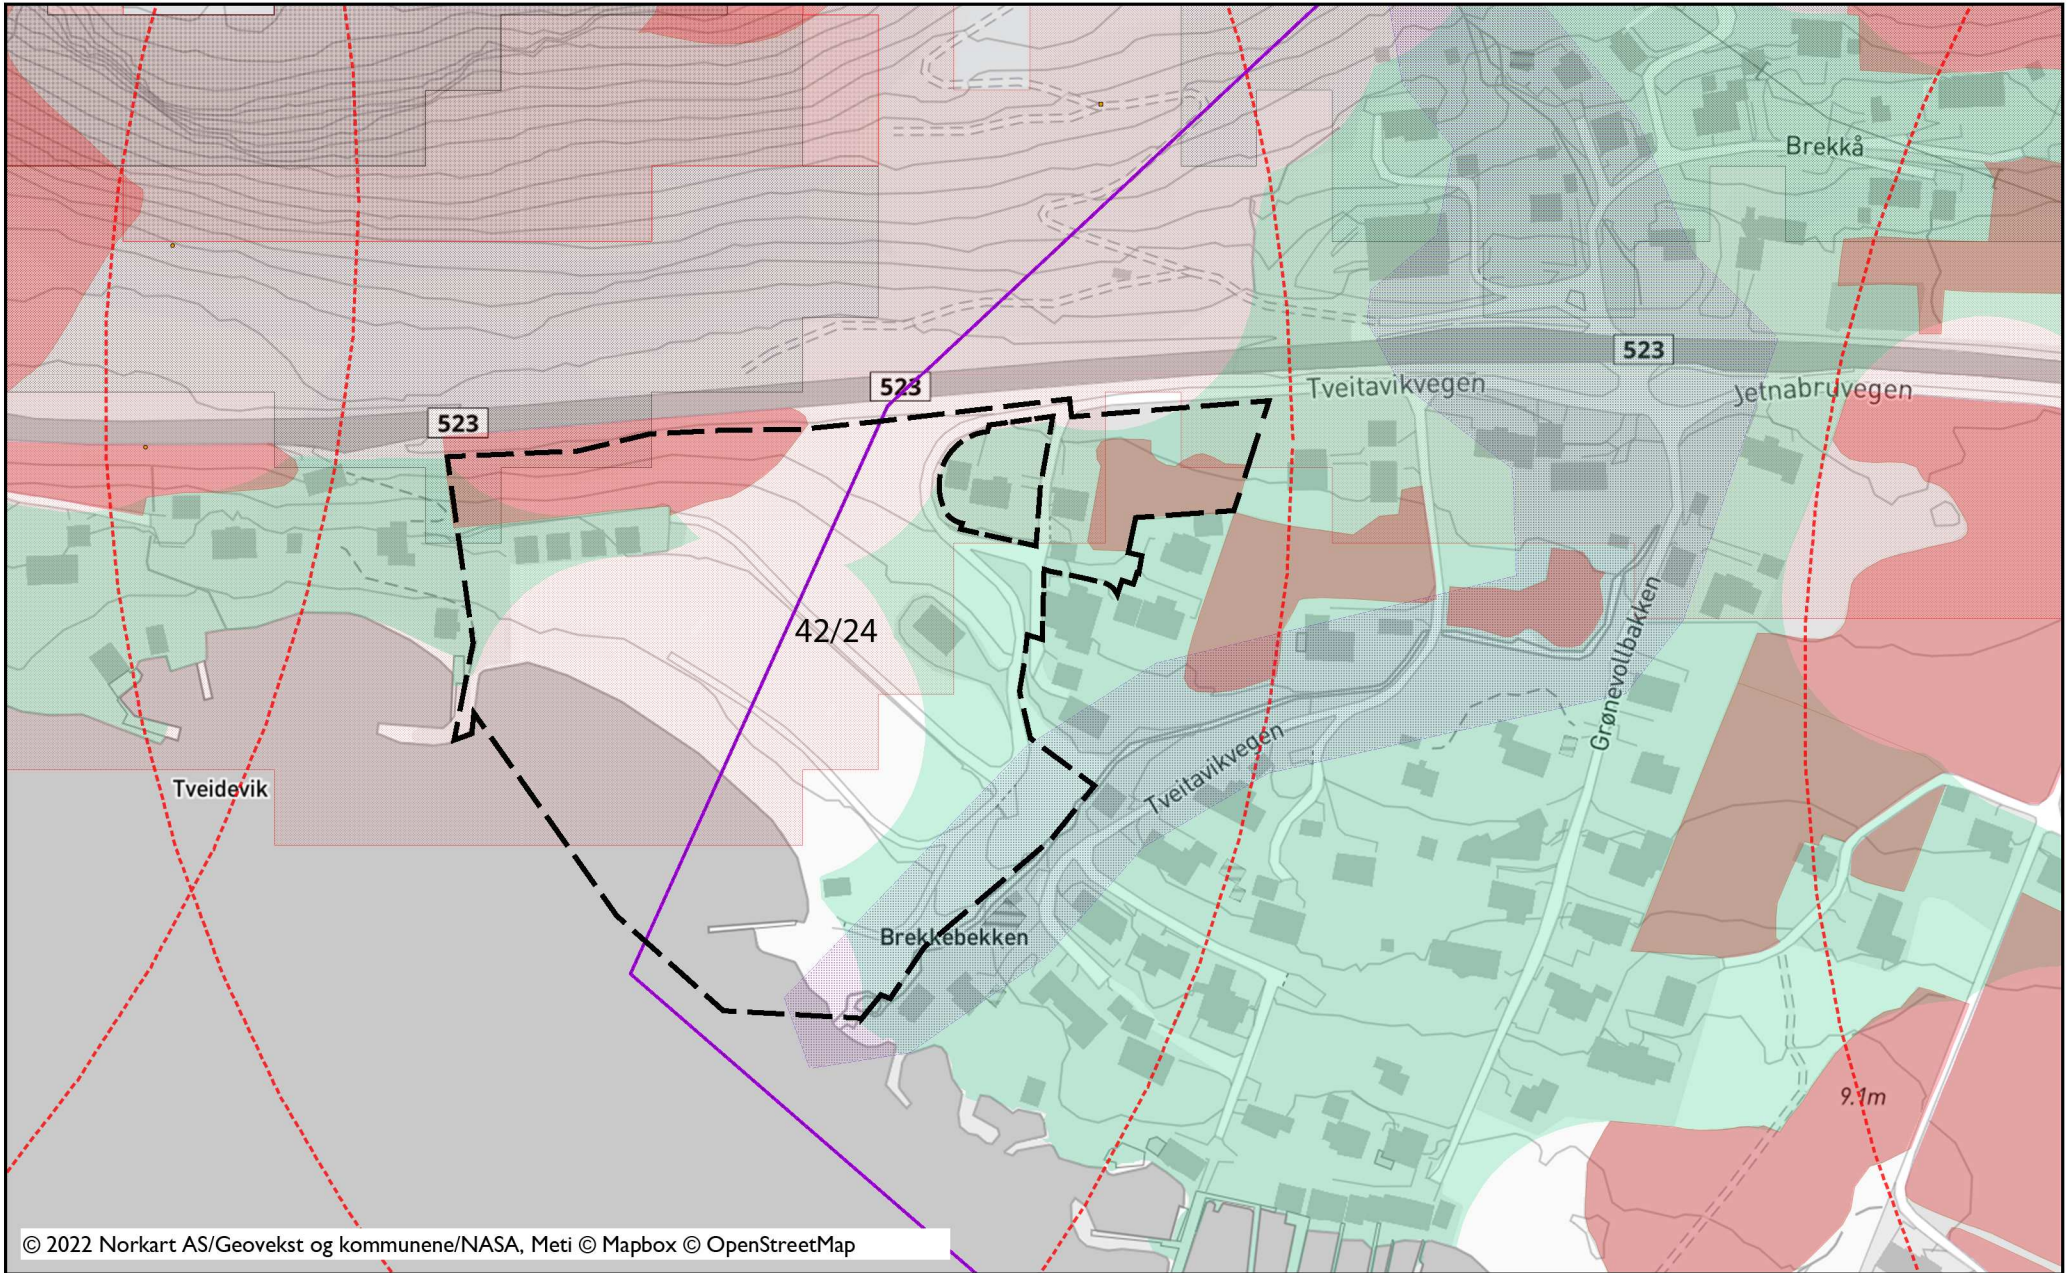 Brekkå
523
523
523
Tveitavikvegen
Jetnabruvegen
42/24
Grønevollbakken
Tveitavikvegen
Tveidevik
Brekkebekken
9.1m
© 2022 Norkart AS/Geovekst og kommunene/NASA, Meti © Mapbox © OpenStreetMap